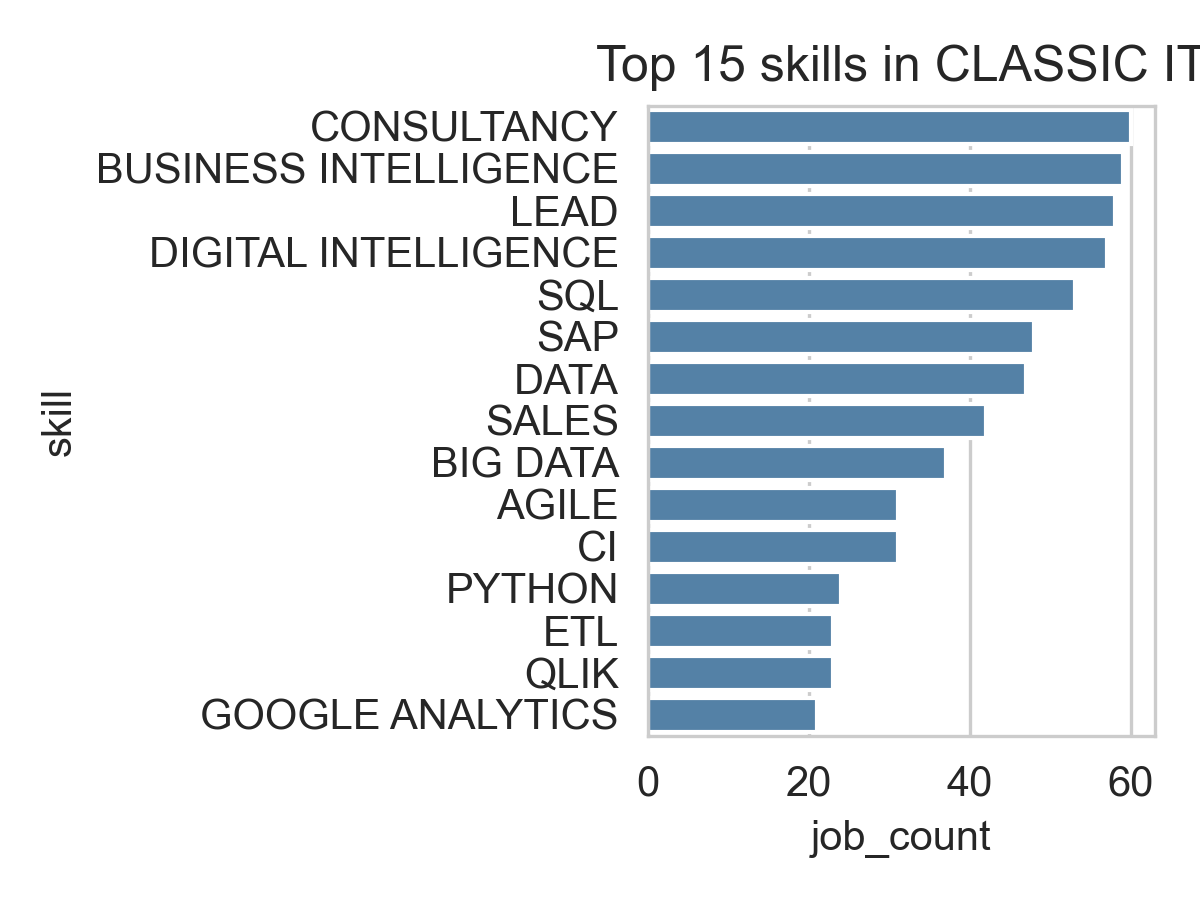 Top 15 skills in CLASSIC IT
CONSULTANCY
BUSINESS INTELLIGENCE
LEAD
DIGITAL INTELLIGENCE
SQL
SAP
DATA
SALES
BIG DATA
AGILE
CI
PYTHON
ETL
QLIK
GOOGLE ANALYTICS
skill
0 20 40 60
job_count